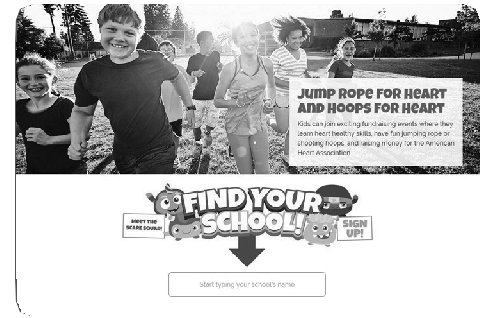 JUMP ROPE FOR HEART
AND HOOPS FOR HEART
Kids can join exciting fundraising events where they
learn heart healthy skills, have fun jumping rope or
shooting hoops, and raising money for the American
Heart Association
FIND YOUR
SCHOOL!
MEET THE
SCARE SQUAD!
SIGN
UP!
Start typing your school's name